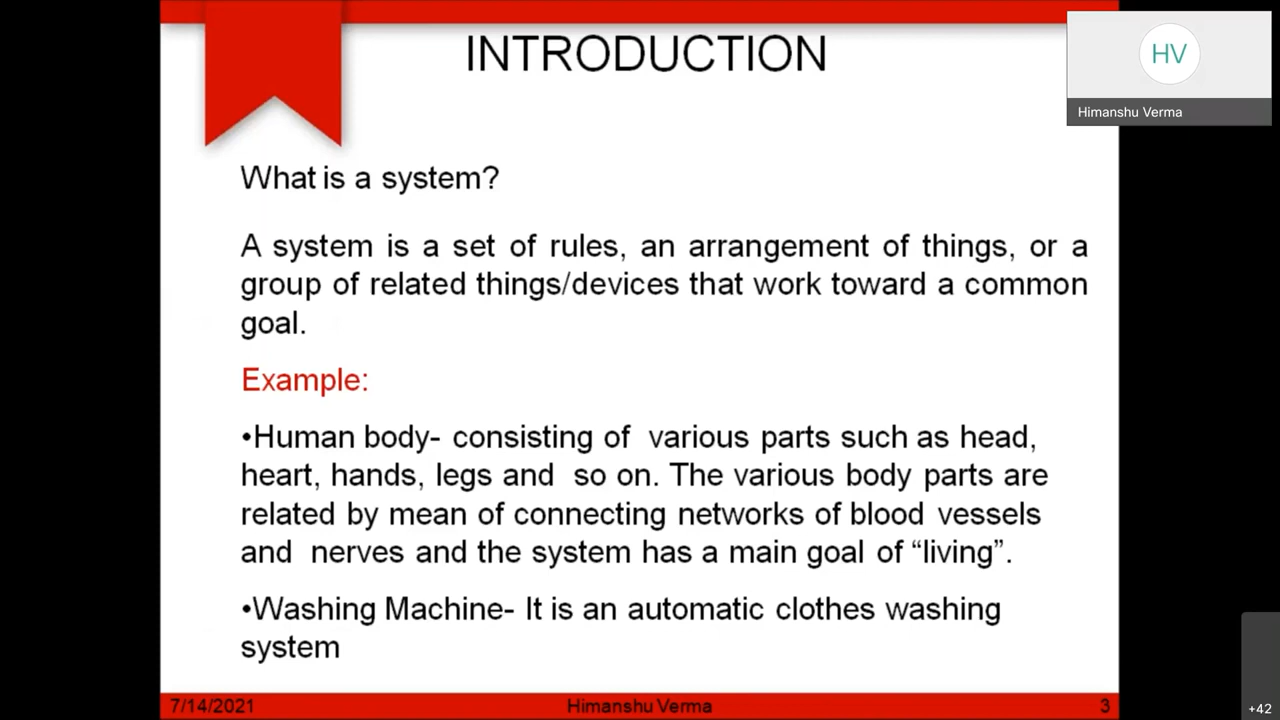 INTRODUCTION
HV
Himanshu Verma
What is a system?
A system is a set of rules, an arrangement of things, or a
group of related things/devices that work toward a common
goal.
Example:
•Human body- consisting of various parts such as head,
heart, hands, legs and so on. The various body parts are
related by mean of connecting networks of blood vessels
and nerves and the system has a main goal of “living”.
•Washing Machine- It is an automatic clothes washing
system
7/14/2021
Himanshu Verma
3
+42